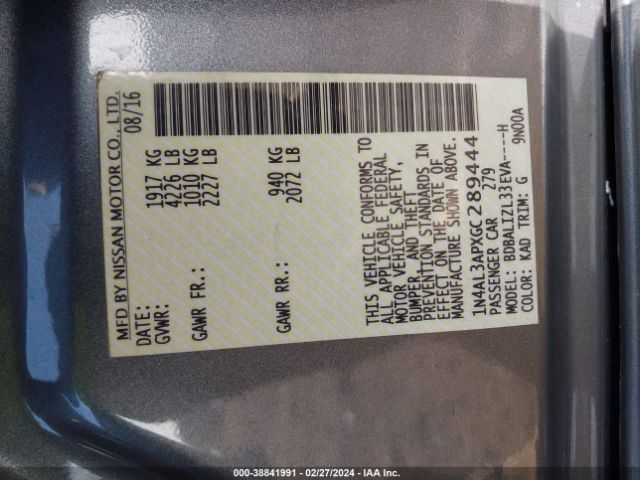 MFD BY NISSAN MOTOR CO., LTD.
DATE: 08/16
GVWR: 1917 KG
4226 LB
GAWR FR.: 1010 KG
2227 LB
GAWR RR.: 940 KG
2072 LB
THIS VEHICLE CONFORMS TO
ALL APPLICABLE FEDERAL
MOTOR VEHICLE SAFETY,
BUMPER, AND THEFT
PREVENTION STANDARDS IN
EFFECT ON THE DATE OF
MANUFACTURE SHOWN ABOVE.
1N4AL3APXGC289444
279
PASSENGER CAR
MODEL: BDBALIZL33EVA----H
COLOR: KAD TRIM: G 9N00A
000-38841991 - 02/27/2024 - IAA Inc.